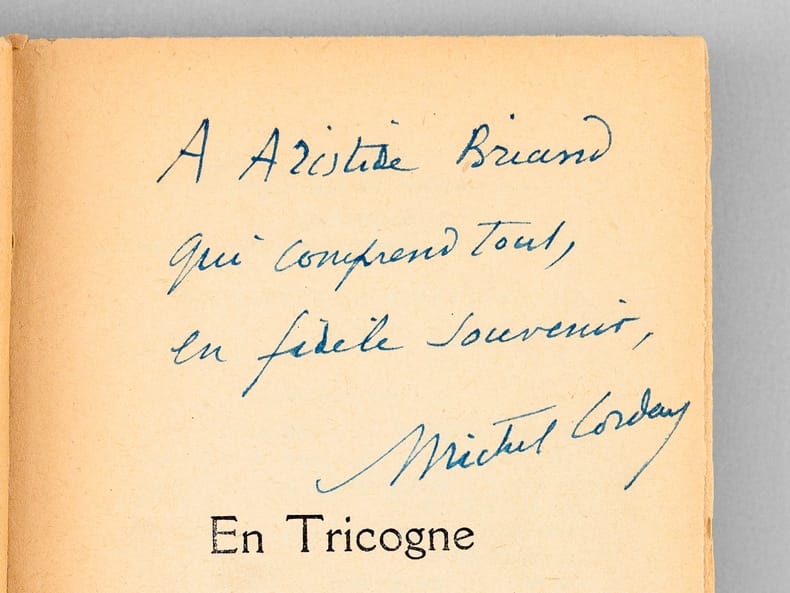 A Aristide Briand
qui comprend tout,
en fidèle souvenir,
Michel Corday
En Tricogne